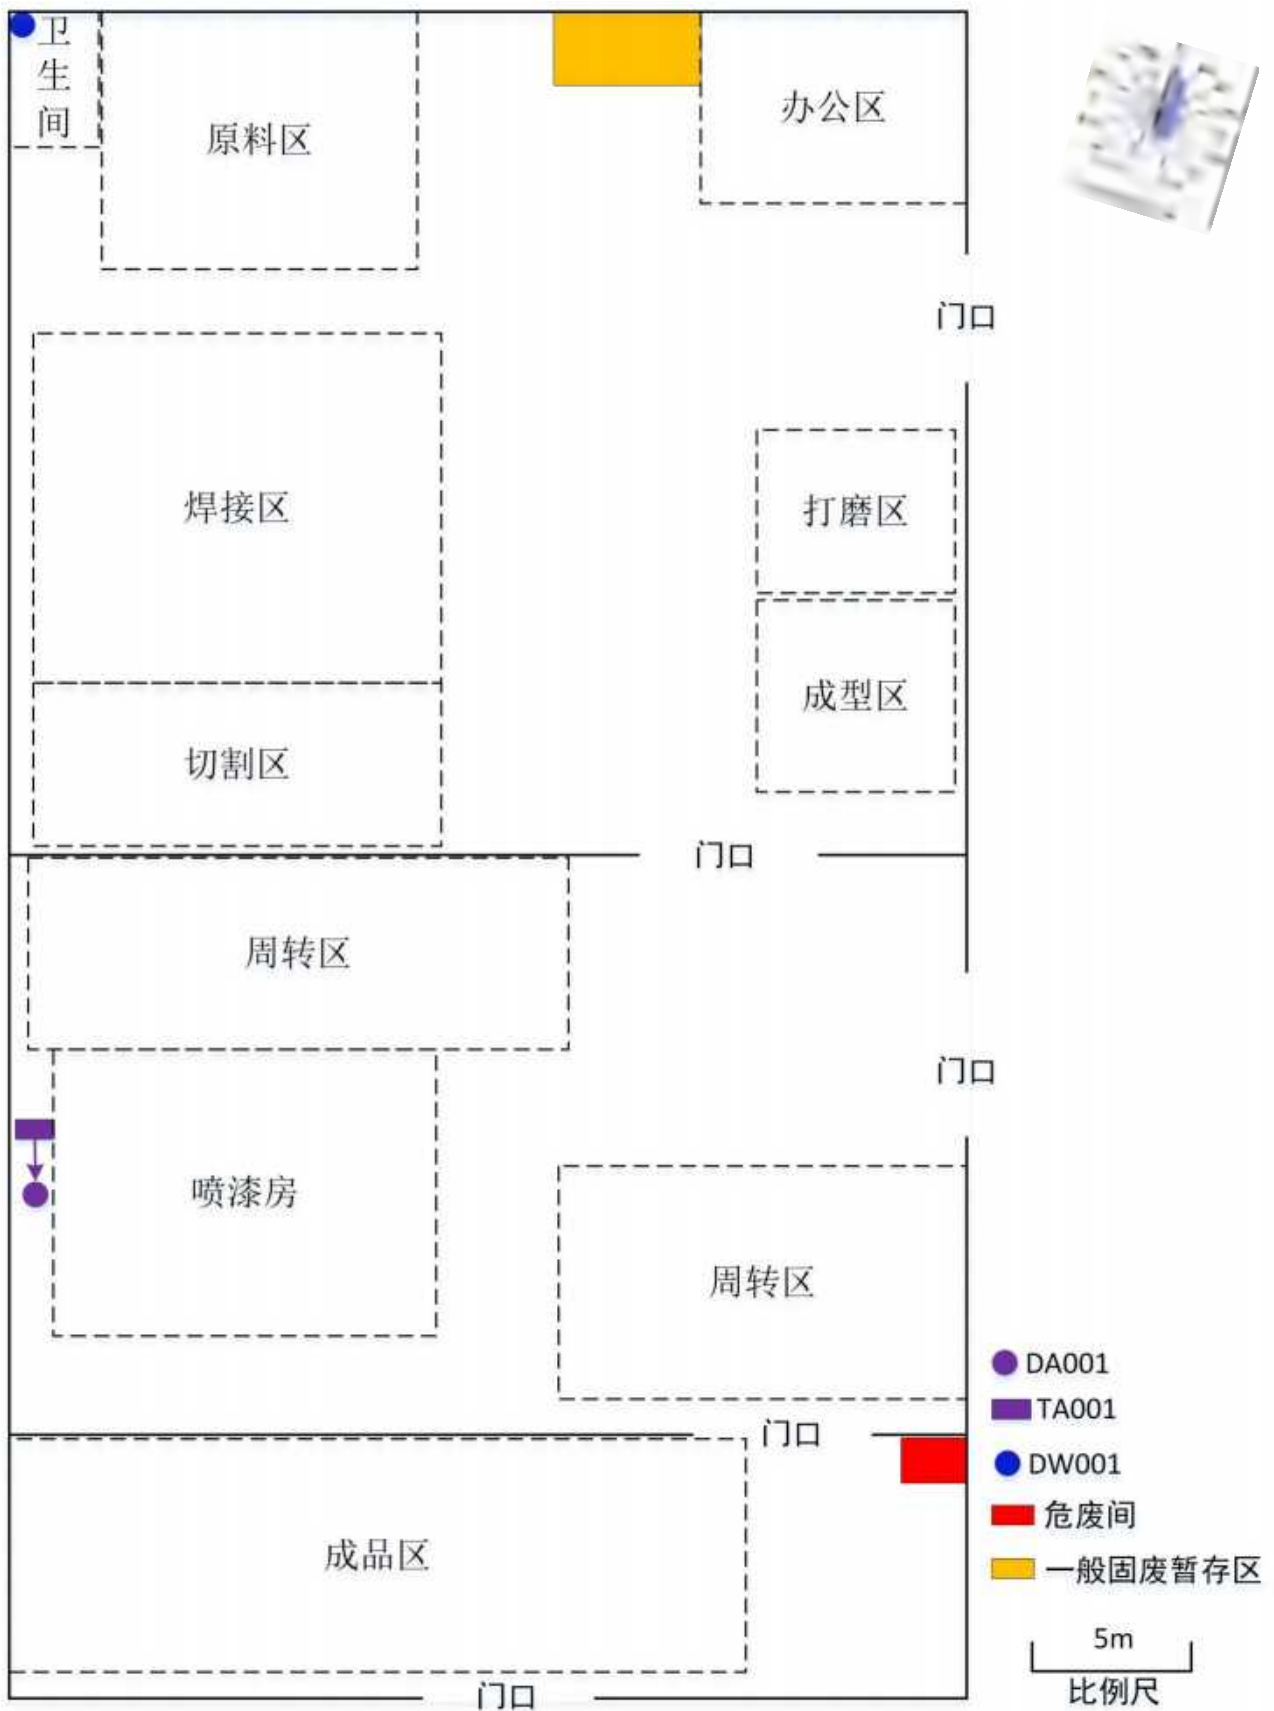 卫生间
原料区
办公区
门口
焊接区
打磨区
成型区
切割区
门口
周转区
门口
喷漆房
周转区
DA001
TA001
门口
DW001
危废间
成品区
一般固废暂存区
5m
比例尺
门口